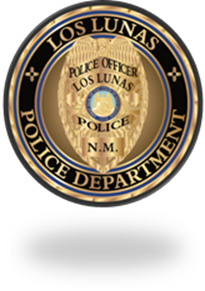 LOS LUNAS
POLICE OFFICER
LOS LUNAS
POLICE
N.M.
POLICE DEPARTMENT